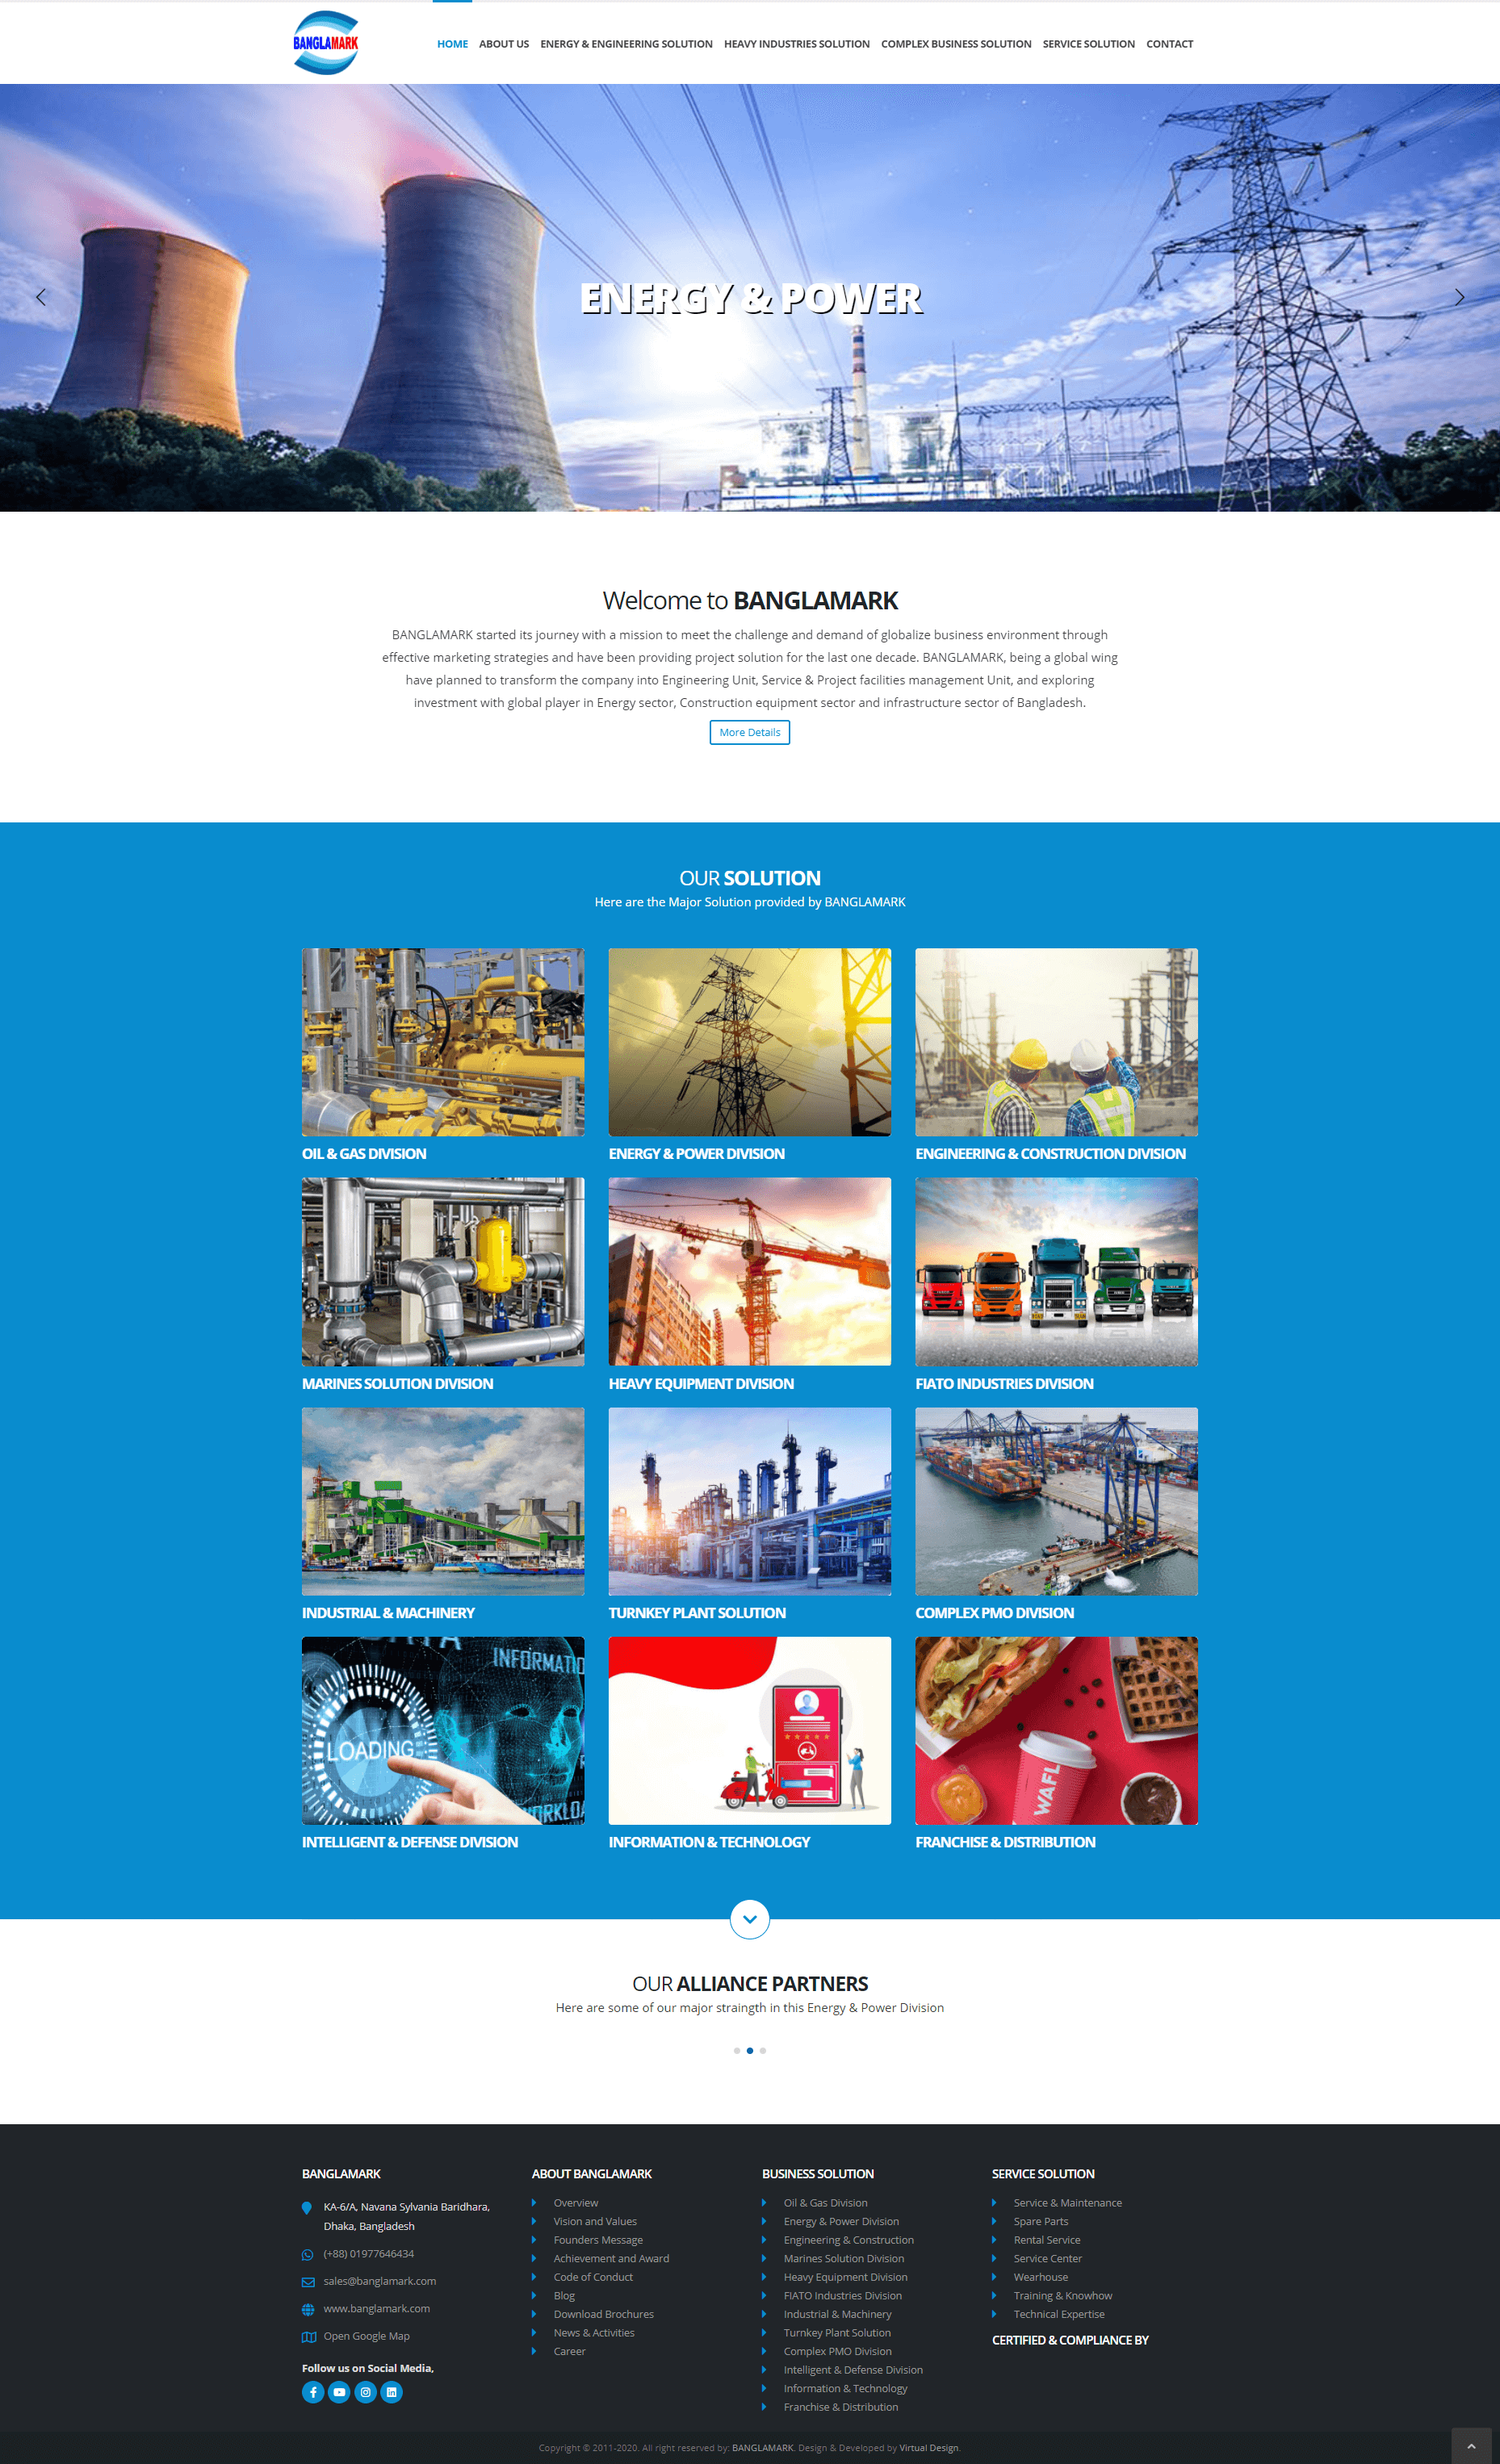 BANGLAMARK
HOME
ABOUT US
ENERGY & ENGINEERING SOLUTION
HEAVY INDUSTRIES SOLUTION
COMPLEX BUSINESS SOLUTION
SERVICE SOLUTION
CONTACT
ENERGY & POWER
Welcome to BANGLAMARK
BANGLAMARK started its journey with a mission to meet the challenge and demand of globalize business environment through
effective marketing strategies and have been providing project solution for the last one decade. BANGLAMARK, being a global wing
have planned to transform the company into Engineering Unit, Service & Project facilities management Unit, and exploring
investment with global player in Energy sector, Construction equipment sector and infrastructure sector of Bangladesh.
More Details
OUR SOLUTION
Here are the Major Solution provided by BANGLAMARK
OIL & GAS DIVISION
ENERGY & POWER DIVISION
ENGINEERING & CONSTRUCTION DIVISION
MARINES SOLUTION DIVISION
HEAVY EQUIPMENT DIVISION
FIATO INDUSTRIES DIVISION
INDUSTRIAL & MACHINERY
TURNKEY PLANT SOLUTION
COMPLEX PMO DIVISION
INFORMATIO
LOADING
ORKLOA
WAFL
INTELLIGENT & DEFENSE DIVISION
INFORMATION & TECHNOLOGY
FRANCHISE & DISTRIBUTION
OUR ALLIANCE PARTNERS
Here are some of our major straingth in this Energy & Power Division
BANGLAMARK
KA-6/A, Navana Sylvania Baridhara,
Dhaka, Bangladesh
(+88) 01977646434
sales@banglamark.com
www.banglamark.com
Open Google Map
Follow us on Social Media,
ABOUT BANGLAMARK
Overview
Vision and Values
Founders Message
Achievement and Award
Code of Conduct
Blog
Download Brochures
News & Activities
Career
BUSINESS SOLUTION
Oil & Gas Division
Energy & Power Division
Engineering & Construction
Marines Solution Division
Heavy Equipment Division
FIATO Industries Division
Industrial & Machinery
Turnkey Plant Solution
Complex PMO Division
Intelligent & Defense Division
Information & Technology
Franchise & Distribution
SERVICE SOLUTION
Service & Maintenance
Spare Parts
Rental Service
Service Center
Wearhouse
Training & Knowhow
Technical Expertise
CERTIFIED & COMPLIANCE BY
Copyright © 2011-2020. All right reserved by: BANGLAMARK. Design & Developed by Virtual Design.